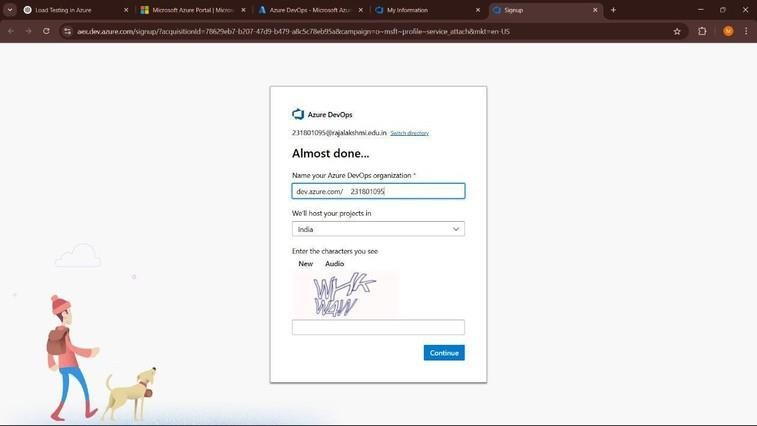 Load Testing in Azure
Microsoft Azure Portal | Micros
Azure DevOps - Microsoft Azur
My Information
Signup
aex.dev.azure.com/signup/?acquisitionId=78629eb7-b207-47d9-b479-a8c5c78eb95a&campaign=o~msft~profile~service_attach&mkt=en-US
Azure DevOps
231801095@rajalakshmi.edu.in Switch directory
Almost done...
Name your Azure DevOps organization *
dev.azure.com/ 231801095
We'll host your projects in
India
Enter the characters you see
New Audio
Continue